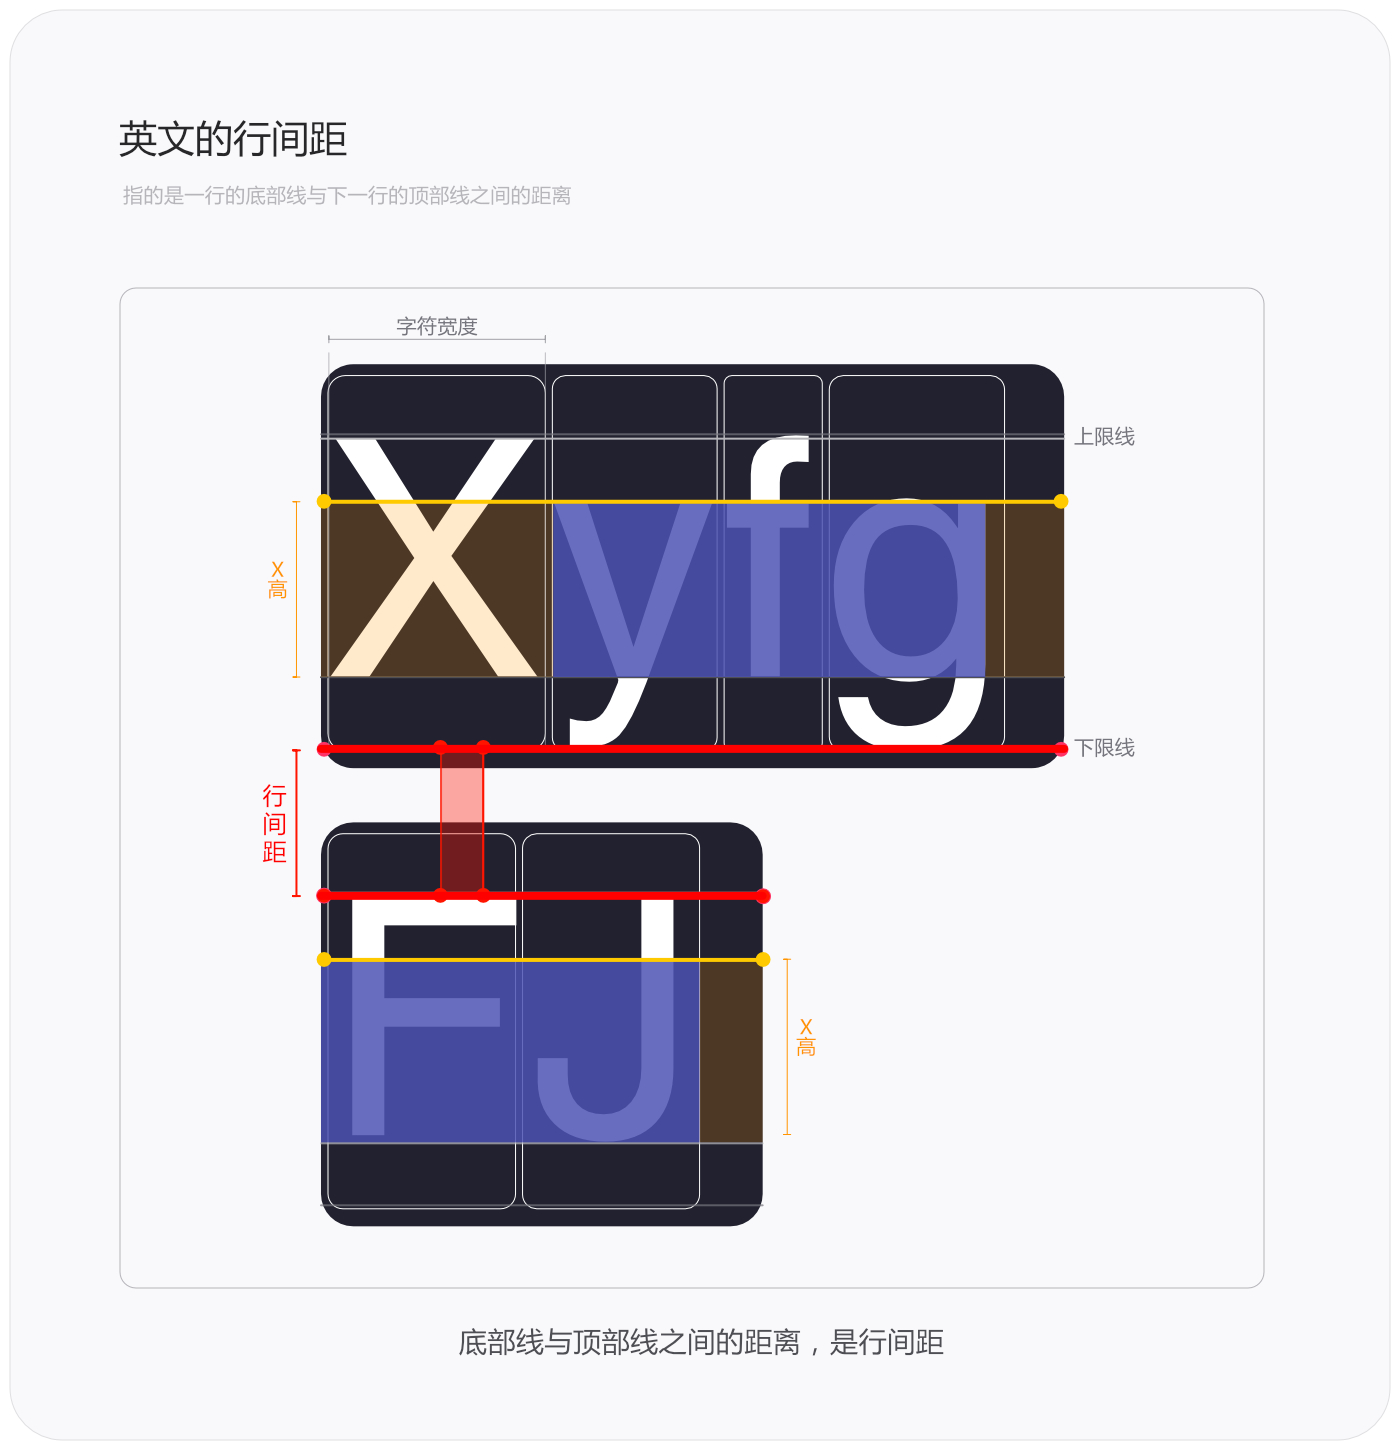 英文的行间距
指的是一行的底部线与下一行的顶部线之间的距离
字符宽度
上限线
Xyfg
X
高
下限线
行
间
距
FJ
X
高
底部线与顶部线之间的距离，是行间距